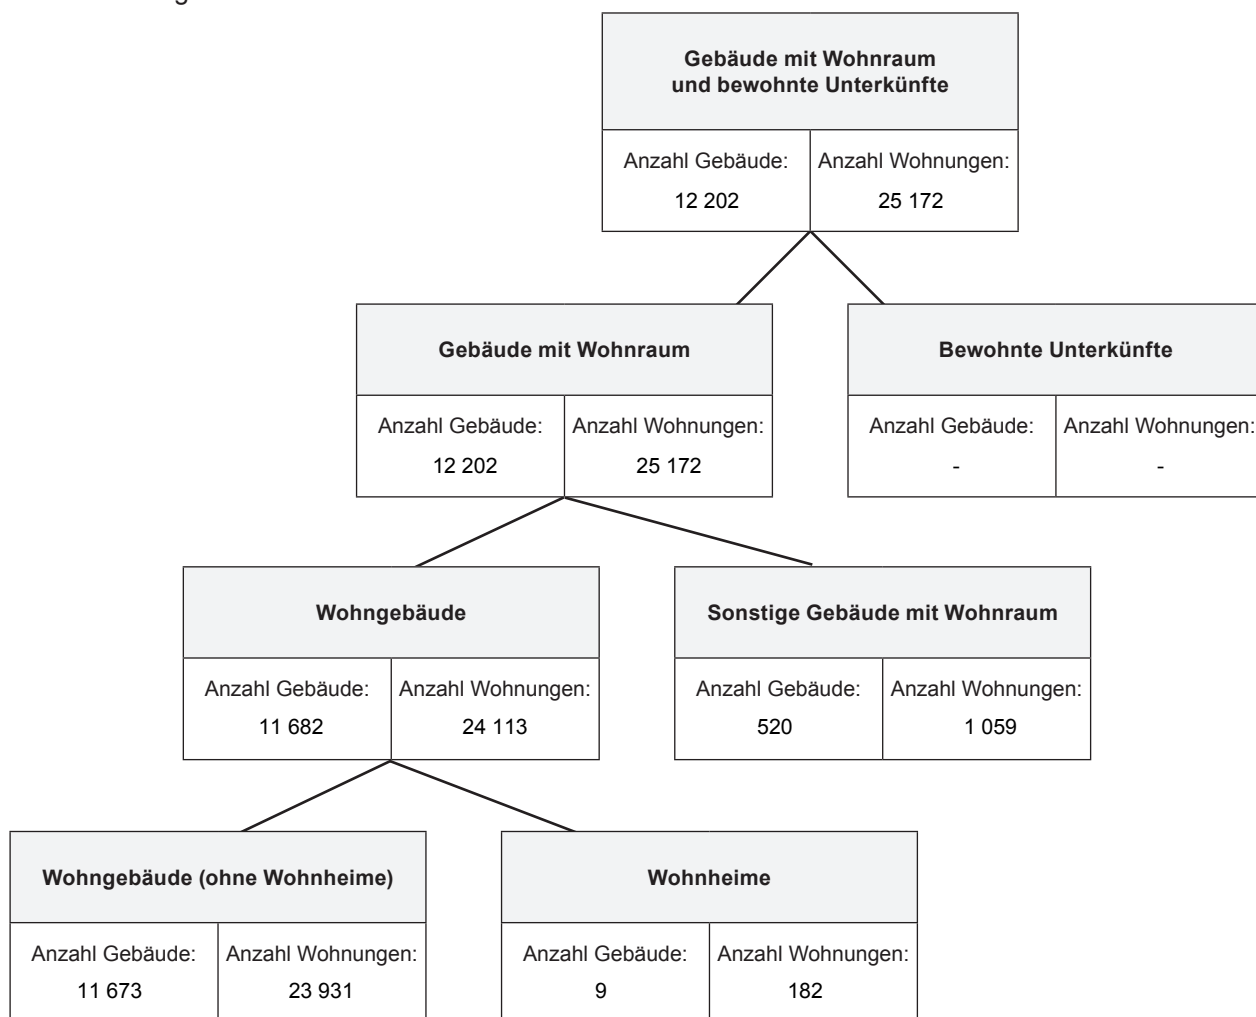 Gebäude mit Wohnraum
und bewohnte Unterkünfte
Anzahl Gebäude: Anzahl Wohnungen:
12 202 25 172
Gebäude mit Wohnraum
Bewohnte Unterkünfte
Anzahl Gebäude: Anzahl Wohnungen:
12 202 25 172
Anzahl Gebäude: Anzahl Wohnungen:
- -
Wohngebäude
Sonstige Gebäude mit Wohnraum
Anzahl Gebäude: Anzahl Wohnungen:
11 682 24 113
Anzahl Gebäude: Anzahl Wohnungen:
520 1 059
Wohngebäude (ohne Wohnheime)
Wohnheime
Anzahl Gebäude: Anzahl Wohnungen:
11 673 23 931
Anzahl Gebäude: Anzahl Wohnungen:
9 182